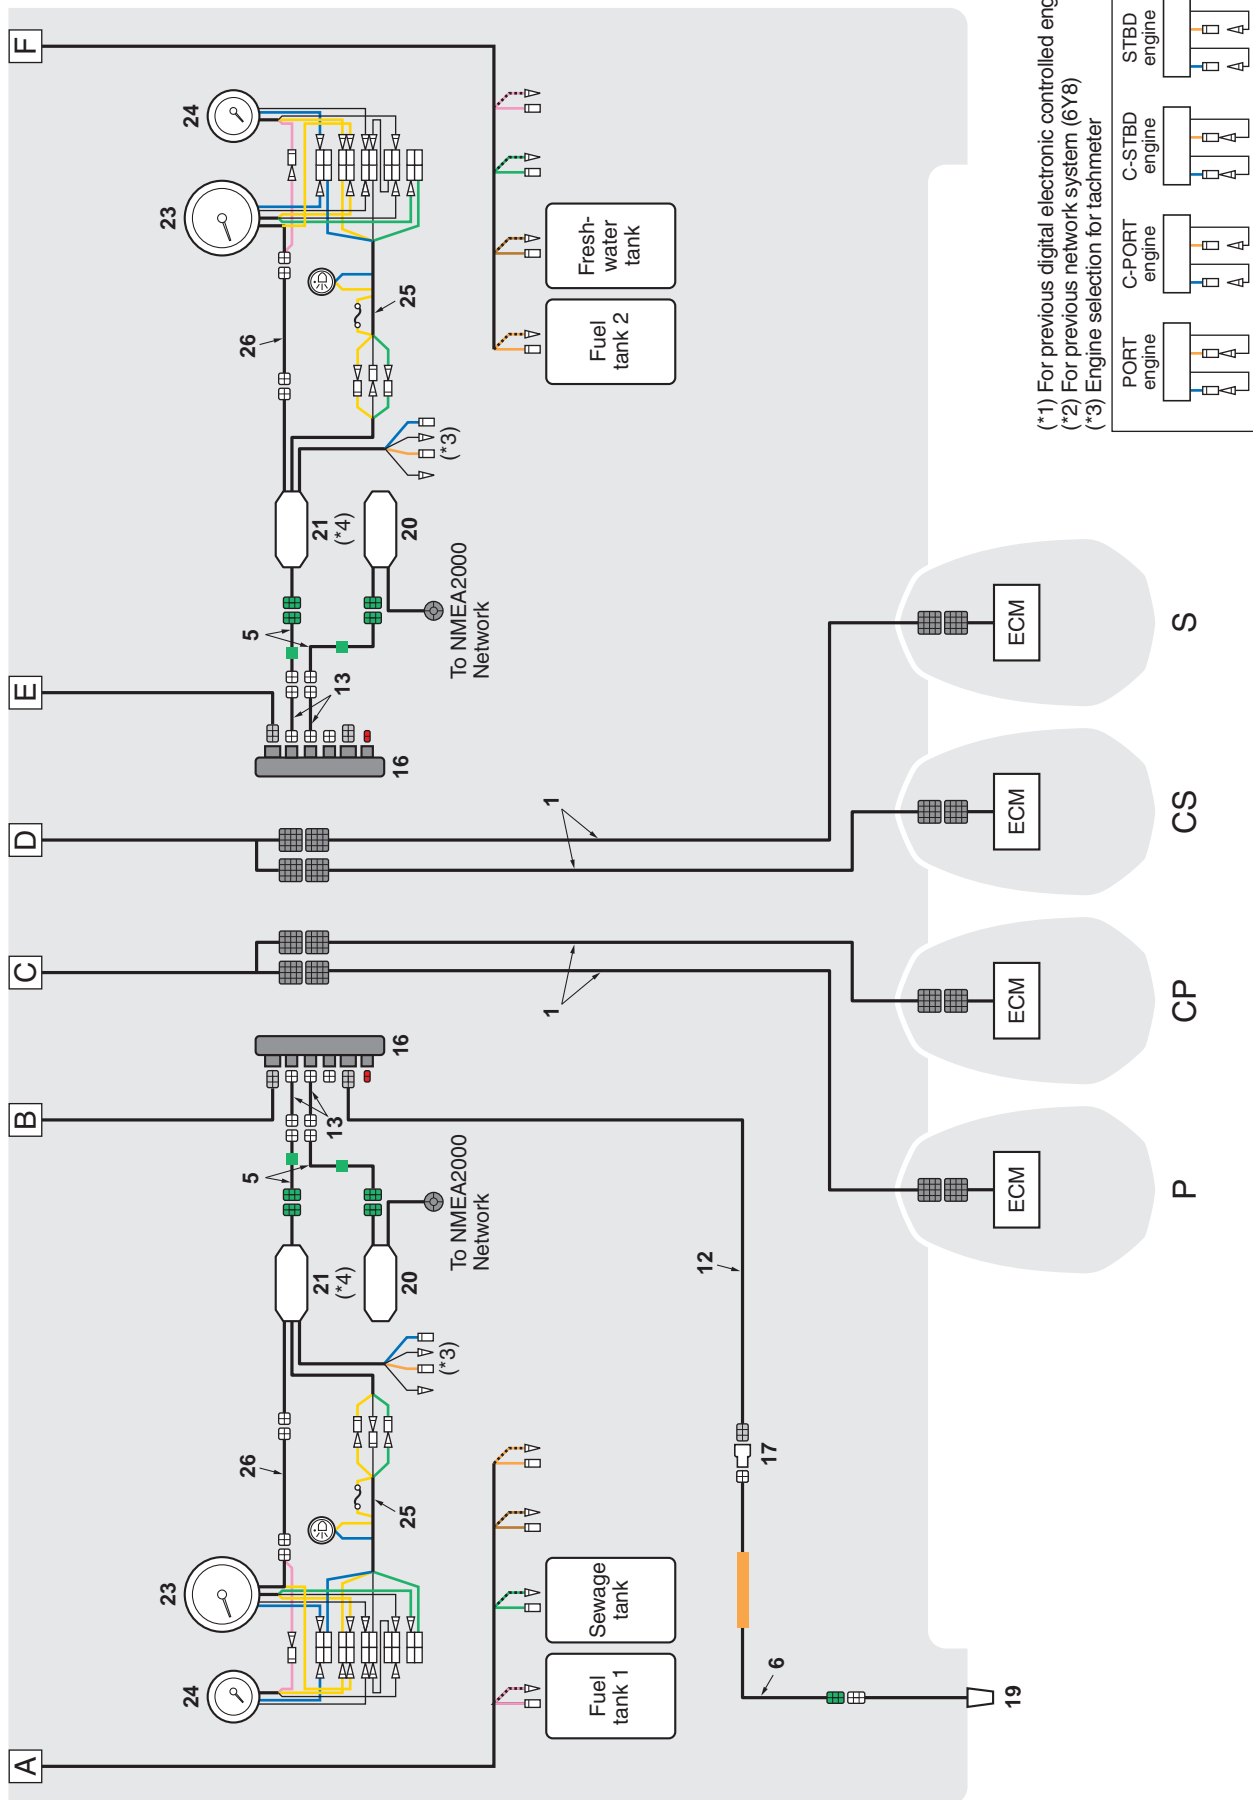 A
B
C
D
E
F
24
23
26
25
21
(*4)
20
5
13
16
(*3)
To NMEA2000
Network
Fuel
tank 1
Sewage
tank
12
17
6
19
1
1
16
13
5
21
(*4)
20
To NMEA2000
Network
(*3)
26
25
23
24
Fuel
tank 2
Fresh-
water
tank
ECM
ECM
ECM
ECM
P
CP
CS
S
(*1) For previous digital electronic controlled eng
(*2) For previous network system (6Y8)
(*3) Engine selection for tachmeter
PORT
engine
C-PORT
engine
C-STBD
engine
STBD
engine